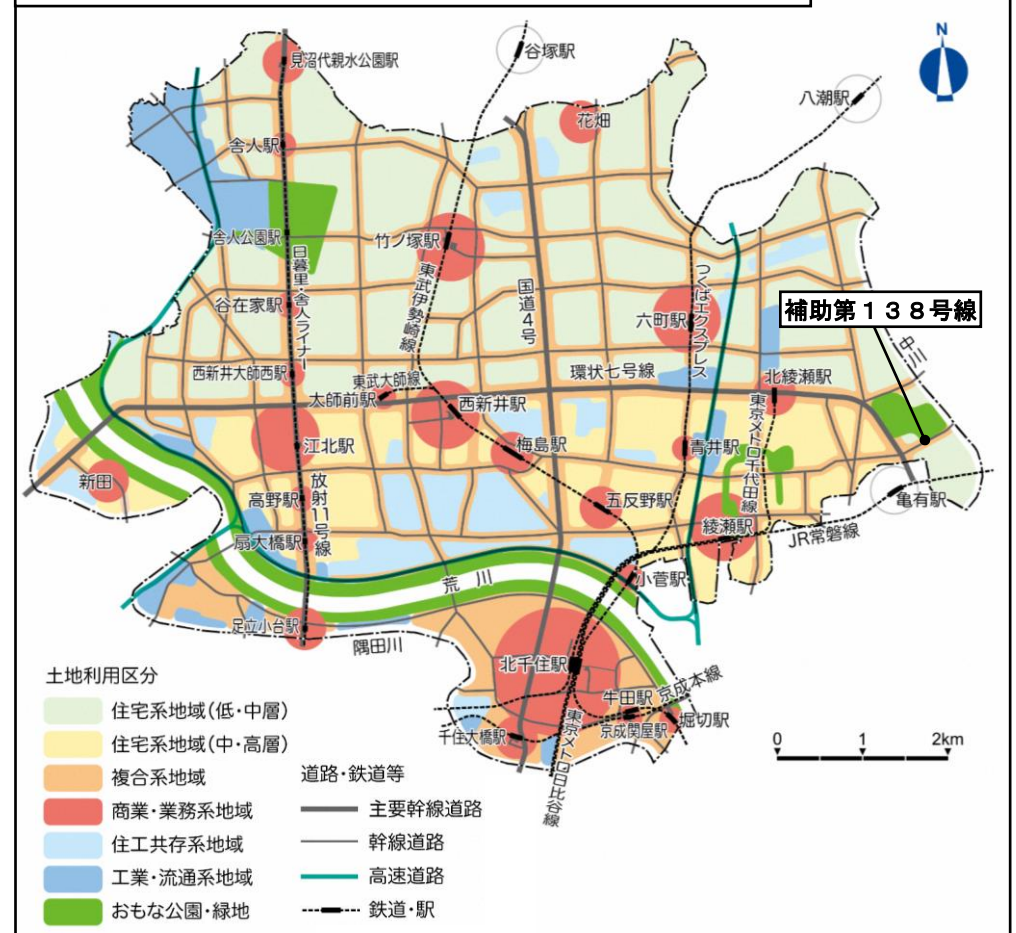 N
見沼代親水公園駅
谷塚駅
八潮駅
花畑
舎人駅
舎人公園駅
竹ノ塚駅
日暮里・舎人ライナー
東武伊勢崎線
国道4号
つくばエクスプレス
谷在家駅
六町駅
補助第138号線
中川
西新井大師西駅
東武大師線
大師前駅
環状七号線
北綾瀬駅
西新井駅
江北駅
梅島駅
青井駅
東京メトロ千代田線
新田
高野駅
放射11号線
五反野駅
綾瀬駅
亀有駅
JR常磐線
扇大橋駅
荒川
小菅駅
足立小台駅
隅田川
北千住駅
牛田駅
京成本線
京成関屋駅
堀切駅
千住大橋駅
東京メトロ日比谷線
0 1 2km
土地利用区分
住宅系地域(低・中層)
住宅系地域(中・高層)
複合系地域
商業・業務系地域
住工共存系地域
工業・流通系地域
おもな公園・緑地
道路・鉄道等
主要幹線道路
幹線道路
高速道路
鉄道・駅